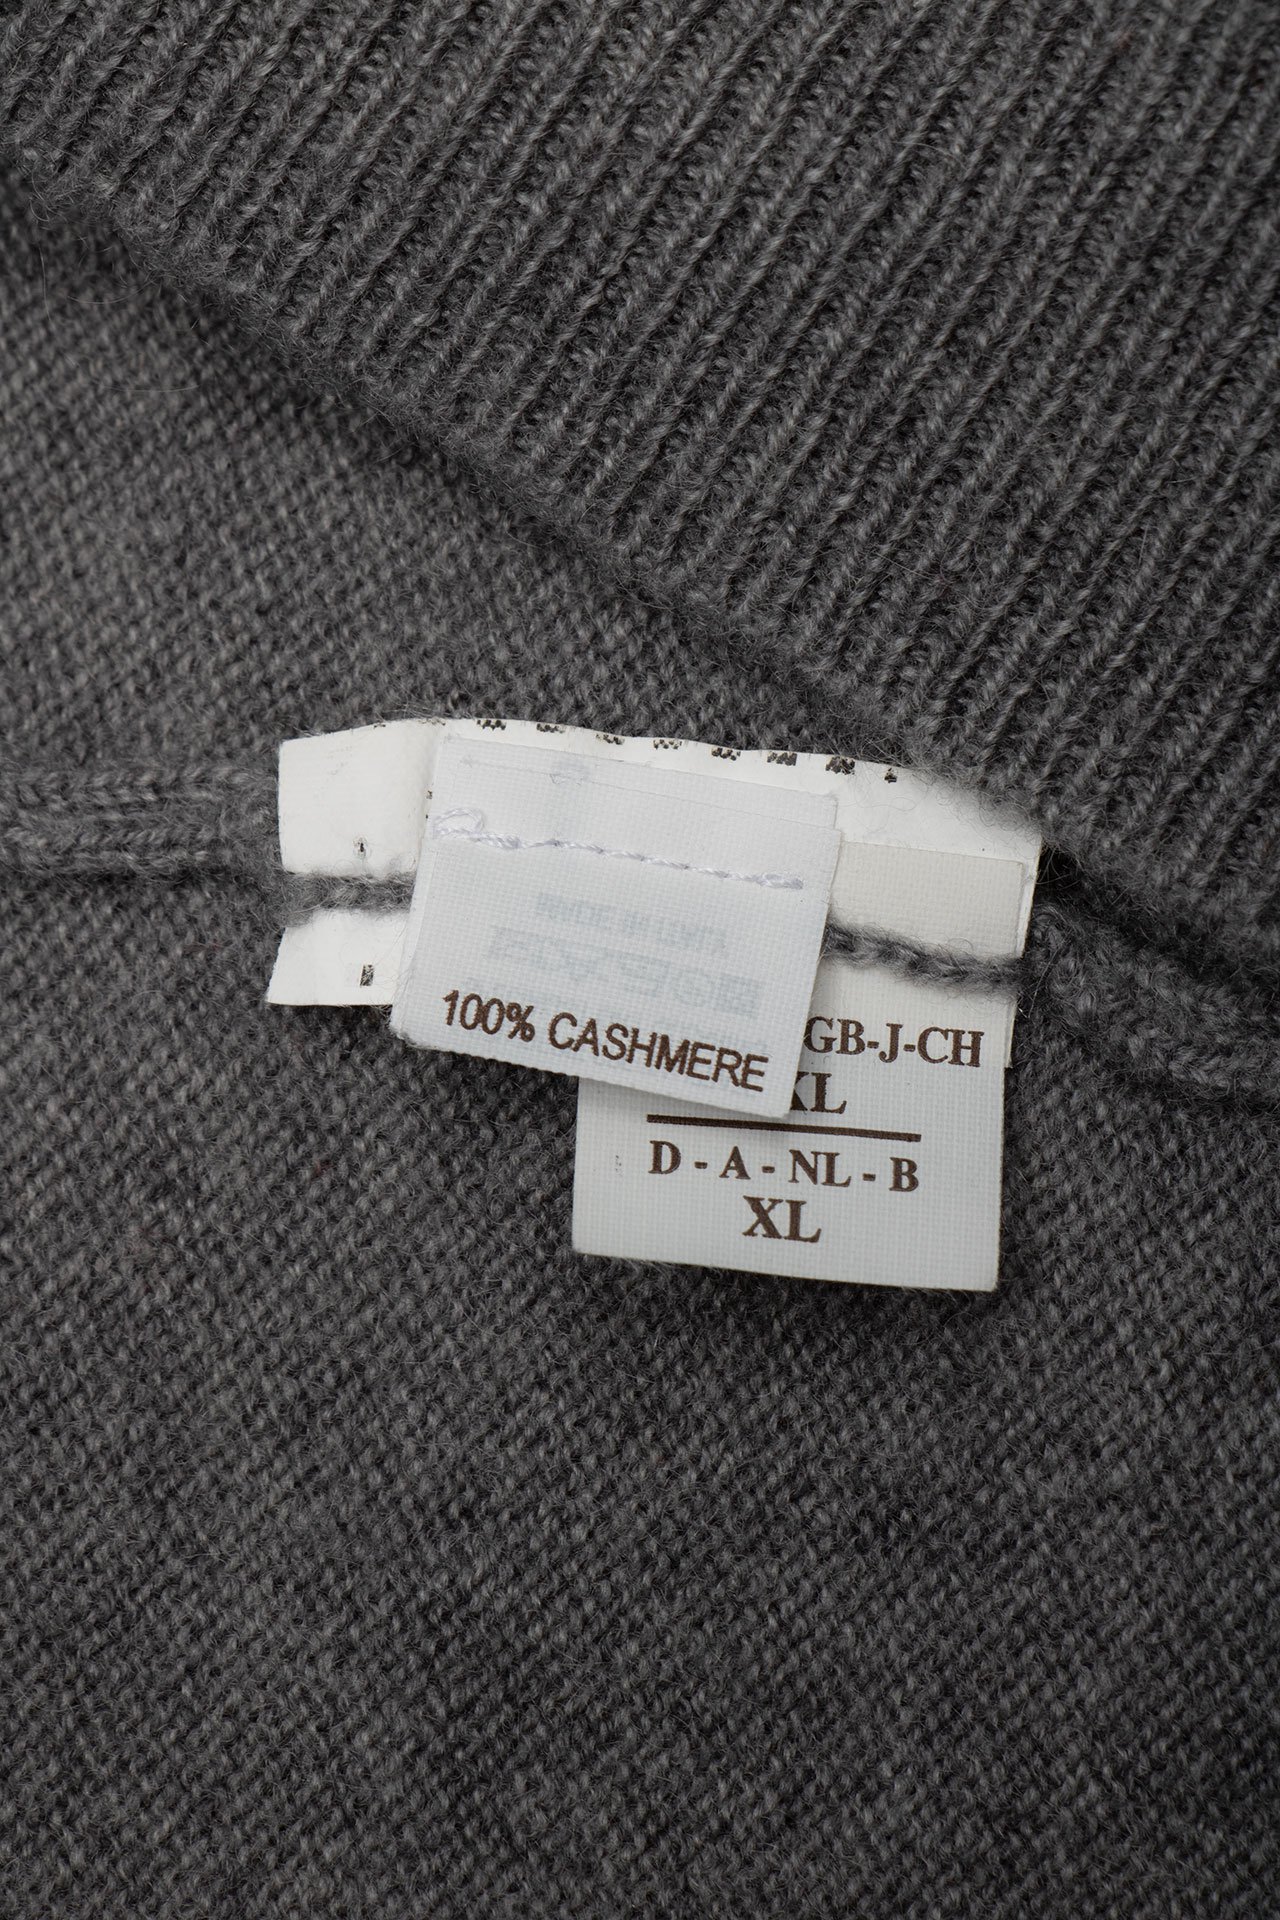 100% CASHMERE
GB-J-CH
XL
D - A - NL - B
XL